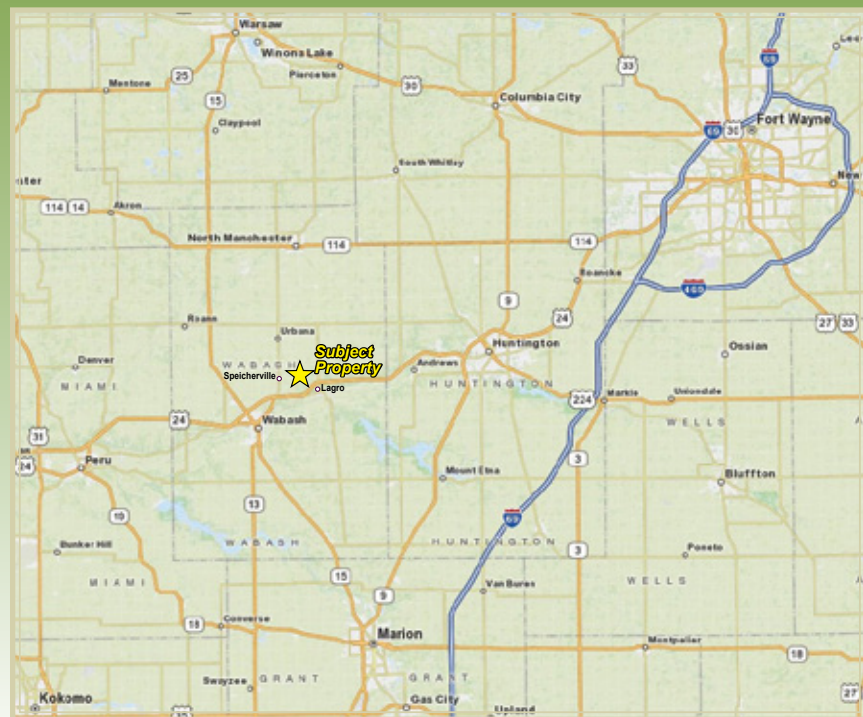 Warsaw
Winona Lake
Pierceton
Mentone
25
15
30
33
69
Columbia City
Claypool
69
30
Fort Wayne
South Whitley
114
14
Akron
North Manchester
114
114
Roanoke
9
24
469
27
33
Roann
Urbana
Denver
WABASH
Subject
Property
Speicherville
Lagro
Andrews
Huntington
Ossian
MIAMI
HUNTINGTON
224
Markle
Uniondale
24
Wabash
WELLS
31
24
Peru
3
Mount Etna
Bluffton
19
13
69
Bunker Hill
WABASH
HUNTINGTON
3
Poneto
MIAMI
15
9
Van Buren
WELLS
18
Converse
Marion
Montpelier
18
Swayzee
GRANT
GRANT
27
Kokomo
Gas City
Upland